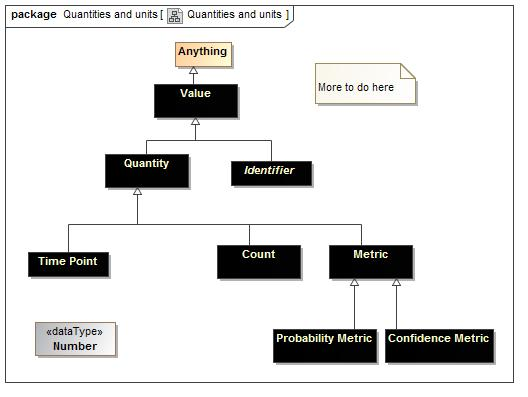 package Quantities and units [ Quantities and units ]
Anything
Value
More to do here
Quantity
Identifier
Time Point
Count
Metric
«dataType»
Number
Probability Metric
Confidence Metric